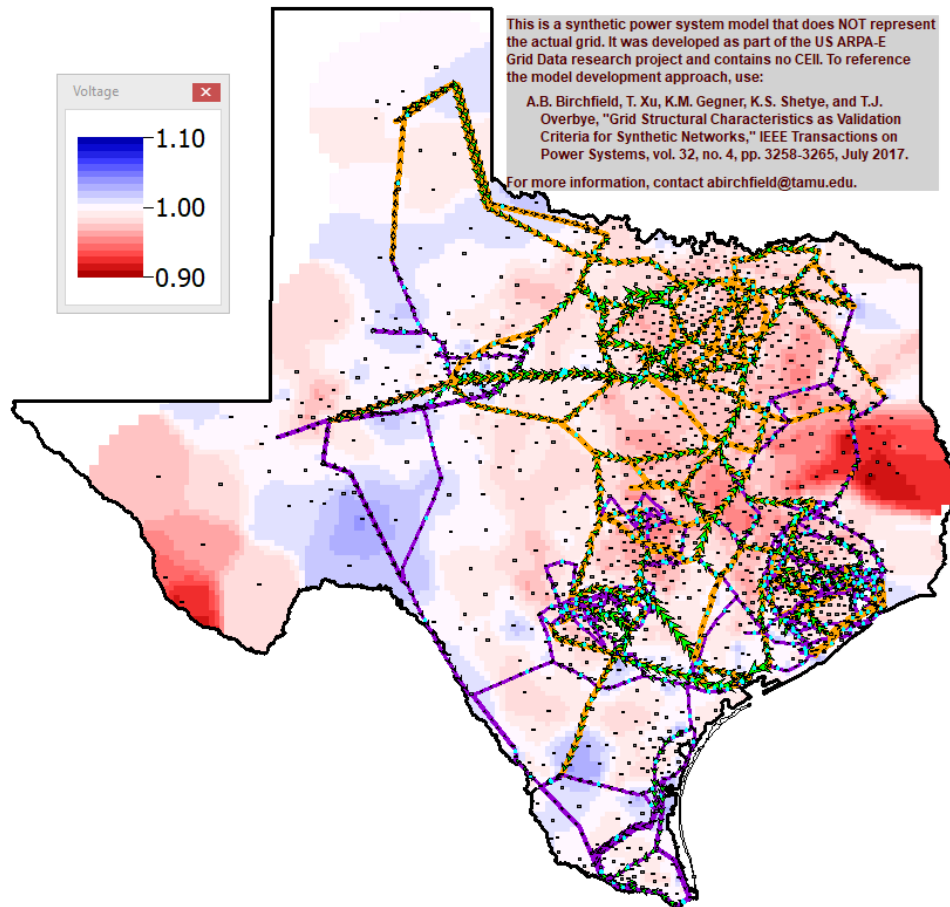 This is a synthetic power system model that does NOT represent
the actual grid. It was developed as part of the US ARPA-E
Grid Data research project and contains no CEII. To reference
the model development approach, use:
A.B. Birchfield, T. Xu, K.M. Gegner, K.S. Shetye, and T.J.
Overbye, "Grid Structural Characteristics as Validation
Criteria for Synthetic Networks," IEEE Transactions on
Power Systems, vol. 32, no. 4, pp. 3258-3265, July 2017.
For more information, contact abirchfield@tamu.edu.
Voltage
1.10
1.00
0.90